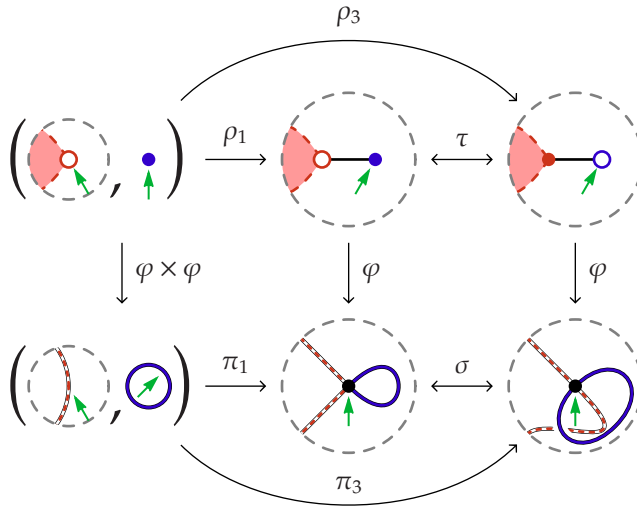 ρ₃
( , ) ρ₁ τ
φ × φ φ φ
( , ) π₁ σ
π₃